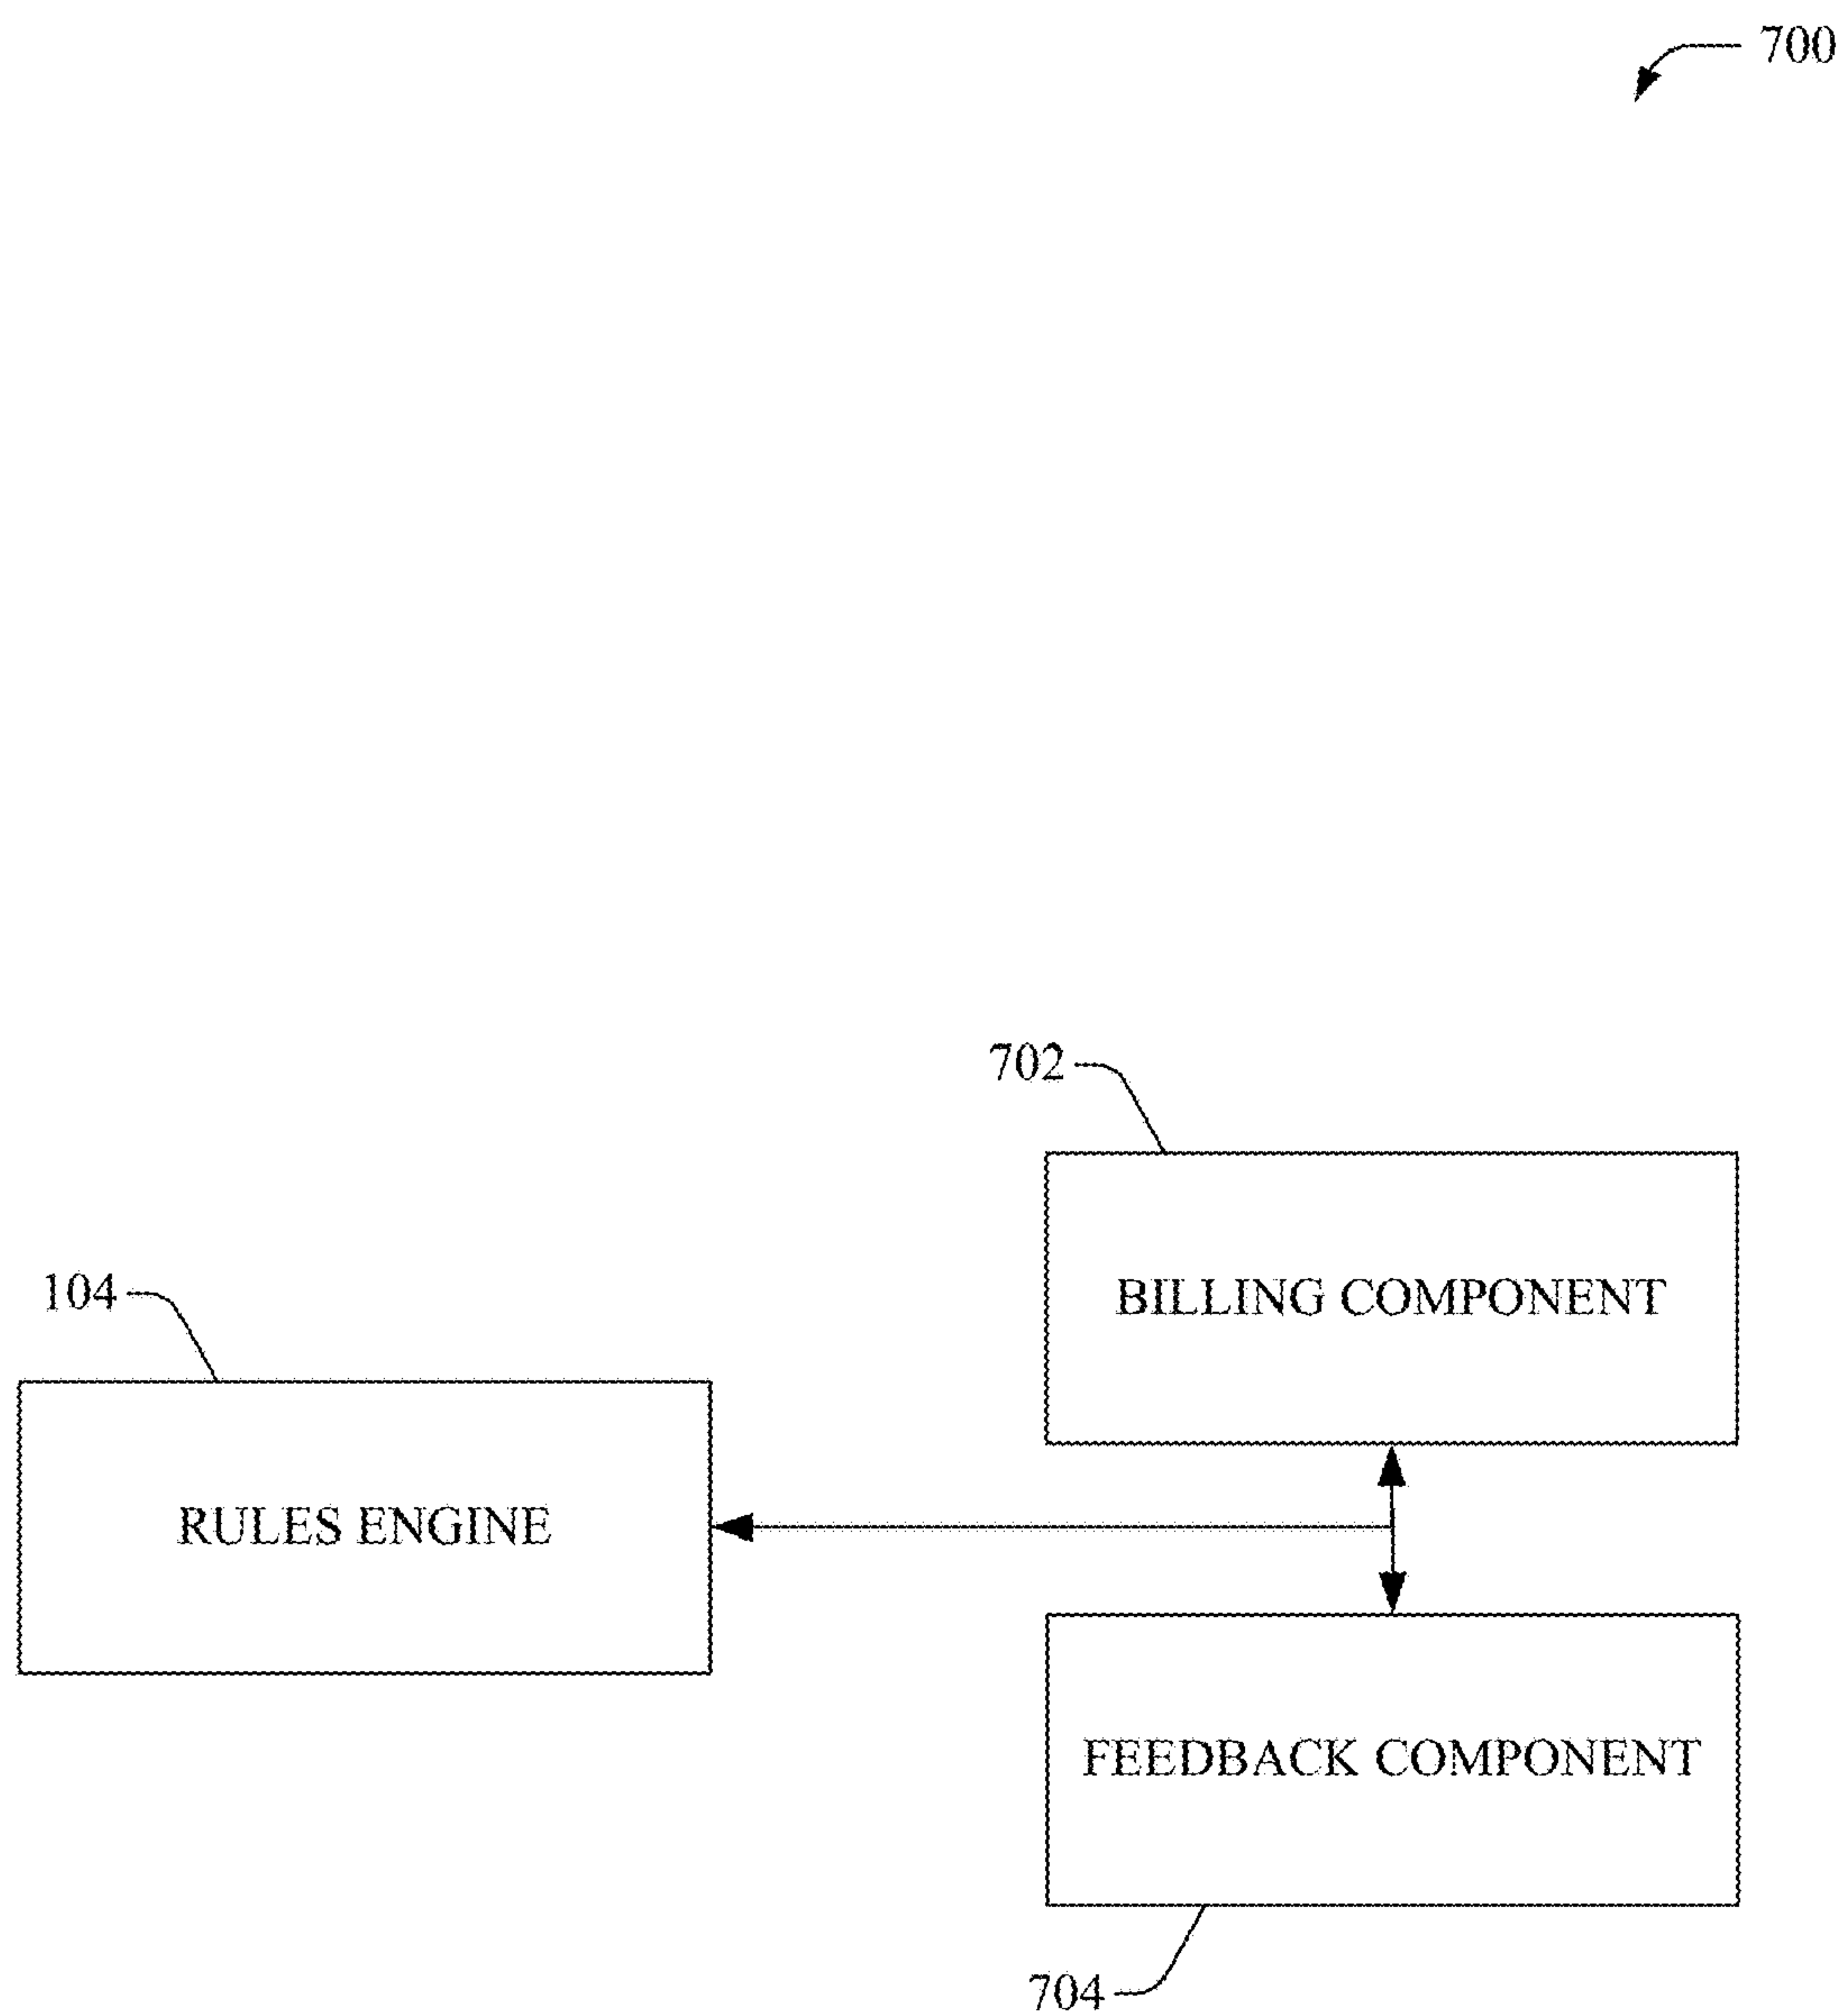 700
702
BILLING COMPONENT
104
RULES ENGINE
FEEDBACK COMPONENT
704